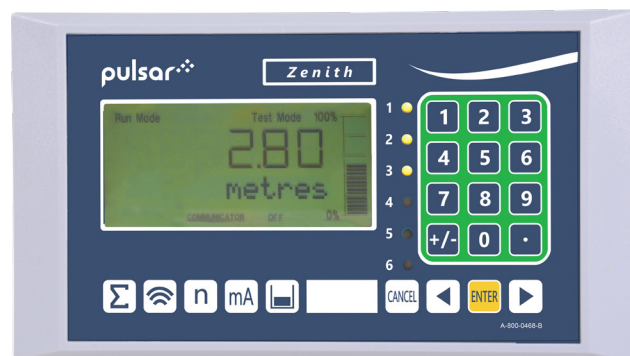 pulsar
Zenith
Run Mode
Test Mode 100%
2.80
metres
COMMUNICATOR OFF 0%
1
2
3
4
5
6
1 2 3
4 5 6
7 8 9
+/- 0 .
Σ n mA
CANCEL ENTER
A-800-0468-B